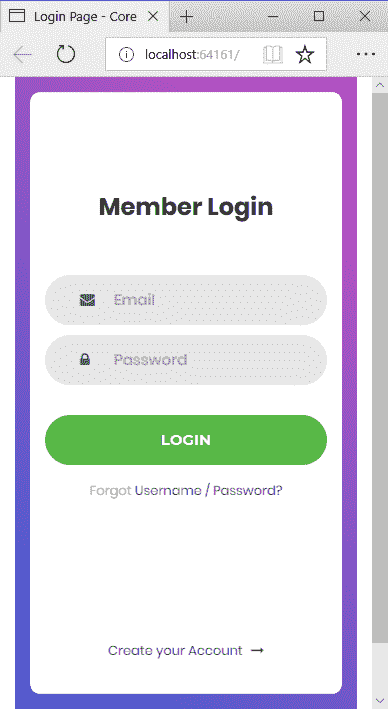 Login Page - Core
localhost:64161/
Member Login
Email
Password
LOGIN
Forgot Username / Password?
Create your Account